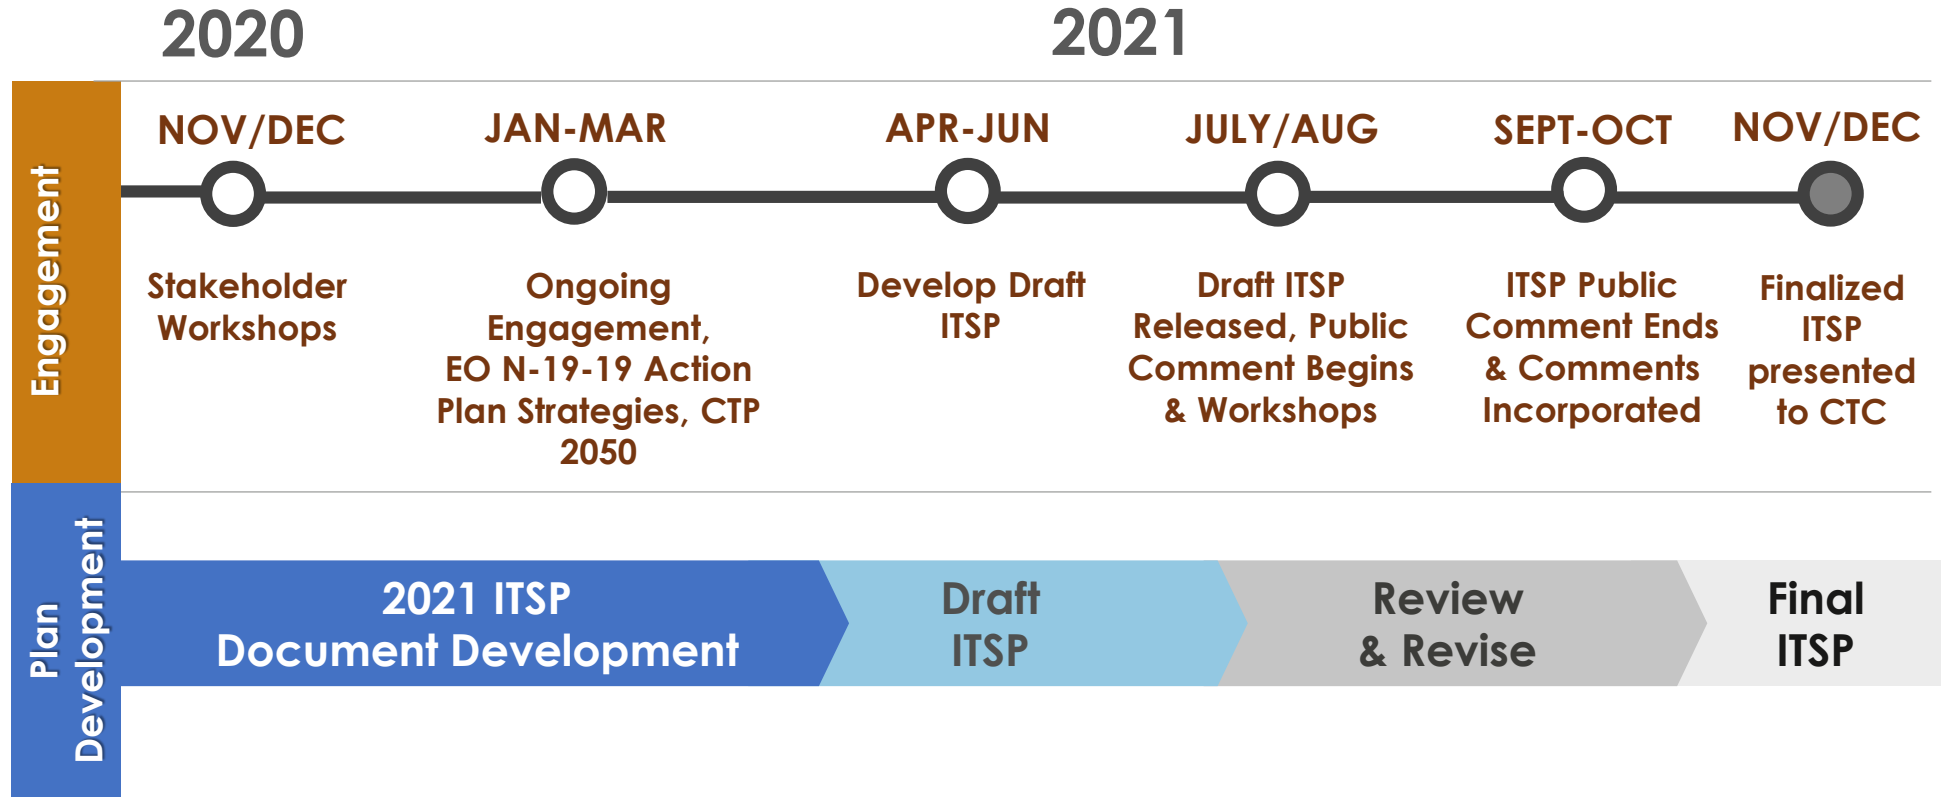 2020
2021
Engagement
NOV/DEC
Stakeholder
Workshops
JAN-MAR
Ongoing
Engagement,
EO N-19-19 Action
Plan Strategies, CTP
2050
APR-JUN
Develop Draft
ITSP
JULY/AUG
Draft ITSP
Released, Public
Comment Begins
& Workshops
SEPT-OCT
ITSP Public
Comment Ends
& Comments
Incorporated
NOV/DEC
Finalized
ITSP
presented
to CTC
Plan
Development
2021 ITSP
Document Development
Draft
ITSP
Review
& Revise
Final
ITSP